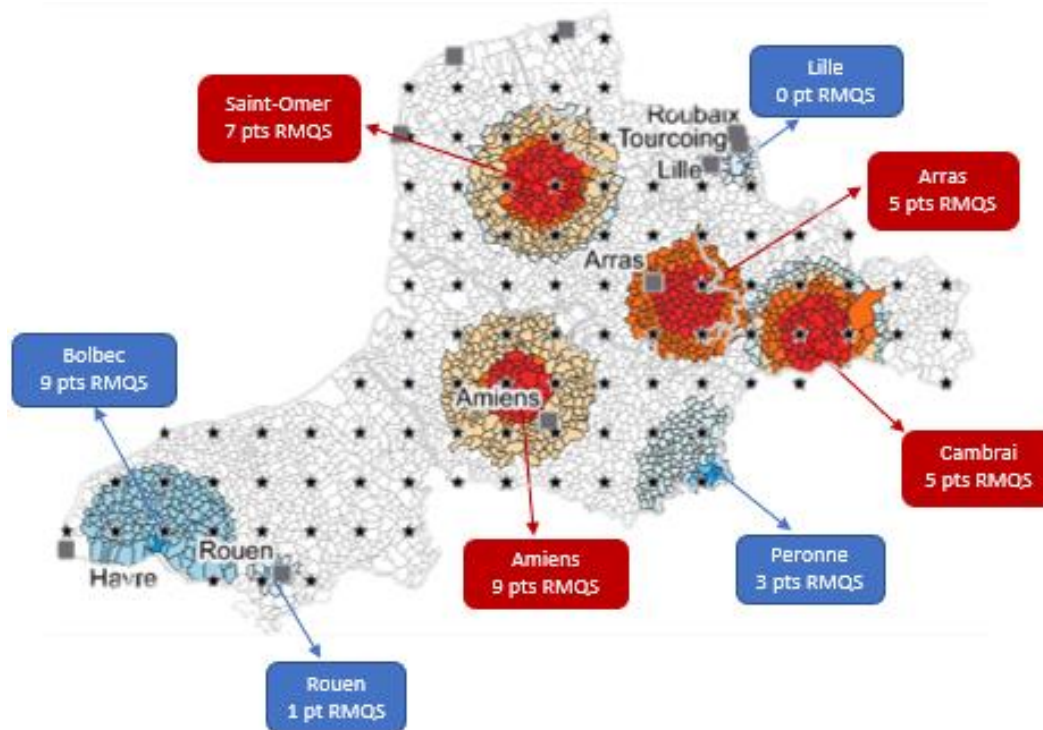 Lille
0 pt RMQS
Saint-Omer
7 pts RMQS
Roubaix
Tourcoing
Lille
Arras
5 pts RMQS
Arras
Bolbec
9 pts RMQS
Amiens
Cambrai
5 pts RMQS
Rouen
Havre
Amiens
9 pts RMQS
Peronne
3 pts RMQS
Rouen
1 pt RMQS